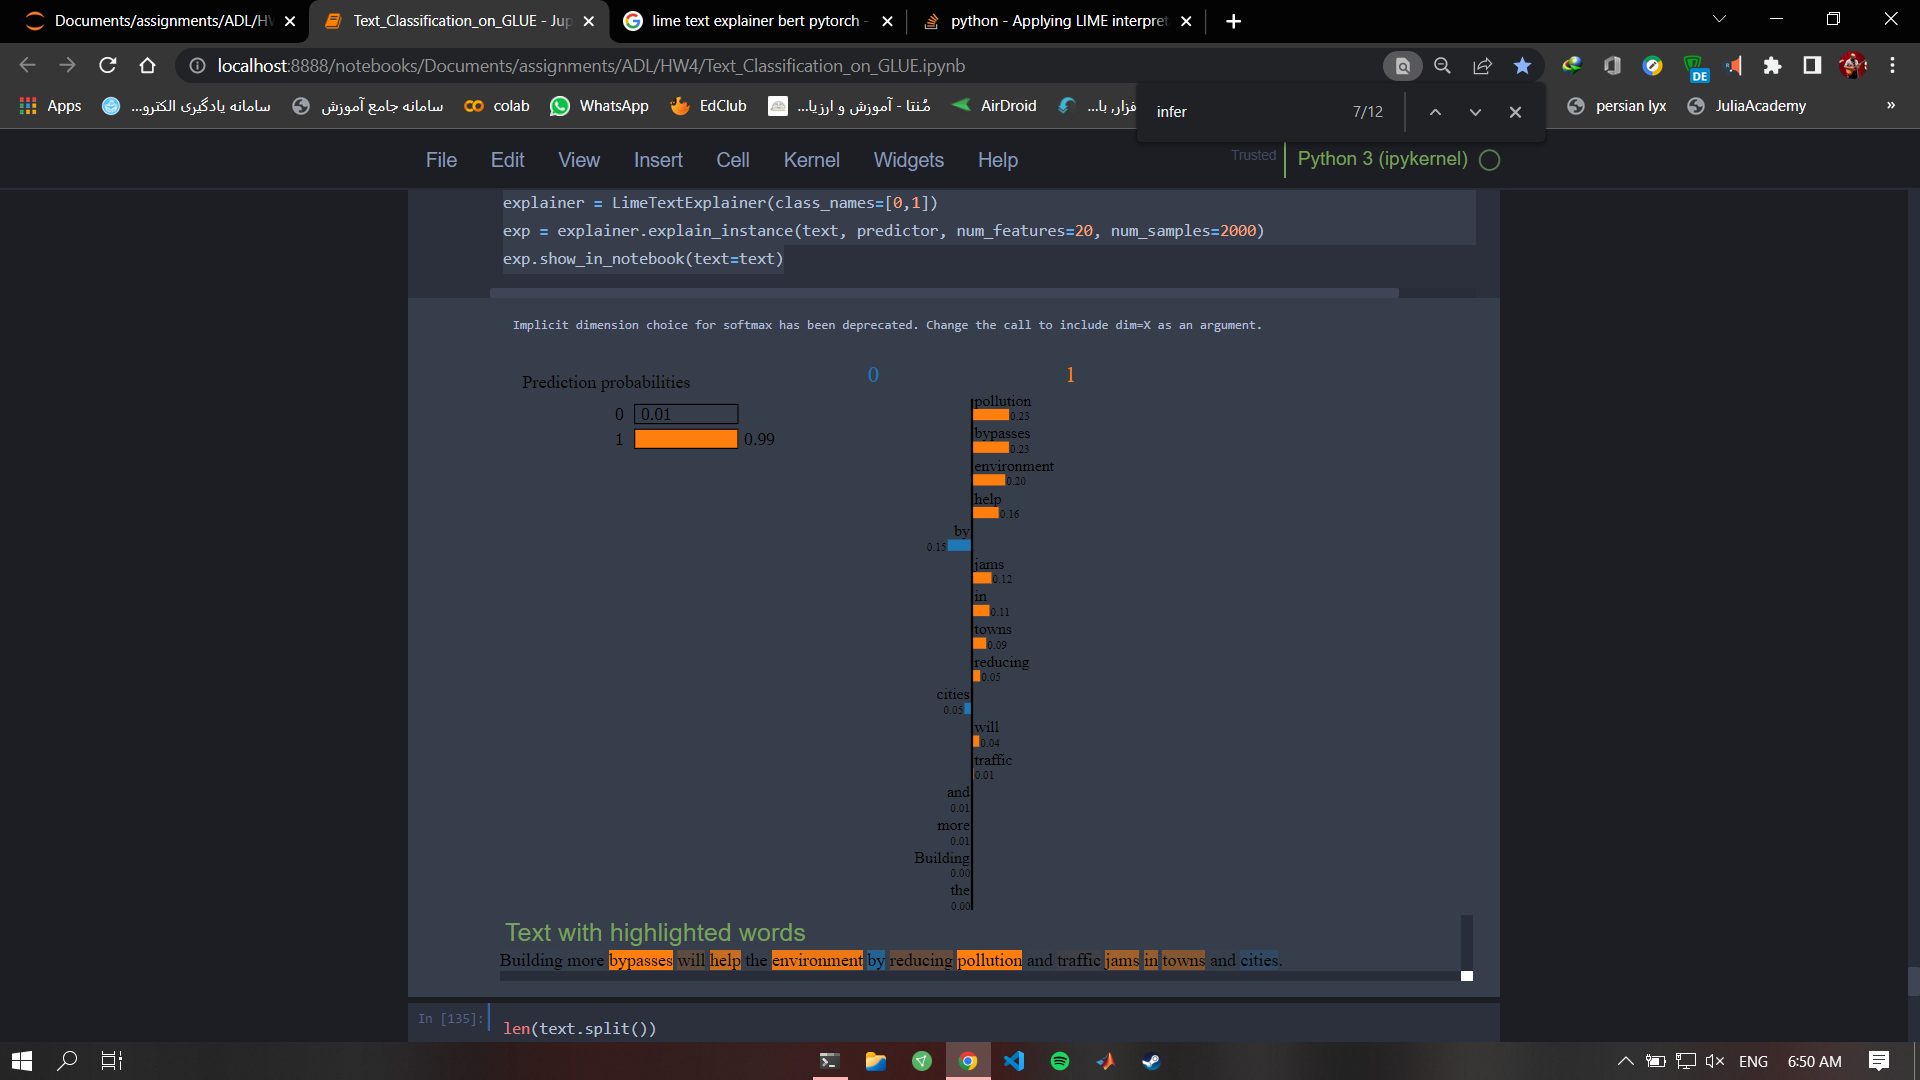 Documents/assignments/ADL/HW
Text_Classification_on_GLUE - Jup
lime text explainer bert pytorch -
python - Applying LIME interpret
localhost:8888/notebooks/Documents/assignments/ADL/HW4/Text_Classification_on_GLUE.ipynb
DE
Apps
سامانه یادگیری الکترو...
سامانه جامع آموزش
colab
WhatsApp
EdClub
مُنتا - آموزش و ارزیا...
AirDroid
فزار, با...
persian lyx
JuliaAcademy
»
infer
7/12
File Edit View Insert Cell Kernel Widgets Help
Trusted
Python 3 (ipykernel)
explainer = LimeTextExplainer(class_names=[0,1])
exp = explainer.explain_instance(text, predictor, num_features=20, num_samples=2000)
exp.show_in_notebook(text=text)
Implicit dimension choice for softmax has been deprecated. Change the call to include dim=X as an argument.
Prediction probabilities
0 0.01
1 0.99
0 1
pollution
0.23
bypasses
0.23
environment
0.20
help
0.16
by
0.15
jams
0.12
in
0.11
towns
0.09
reducing
0.05
cities
0.05
will
0.04
traffic
0.01
and
0.01
more
0.01
Building
0.00
the
0.00
Text with highlighted words
Building more bypasses will help the environment by reducing pollution and traffic jams in towns and cities.
In [135]:
len(text.split())
ENG
6:50 AM